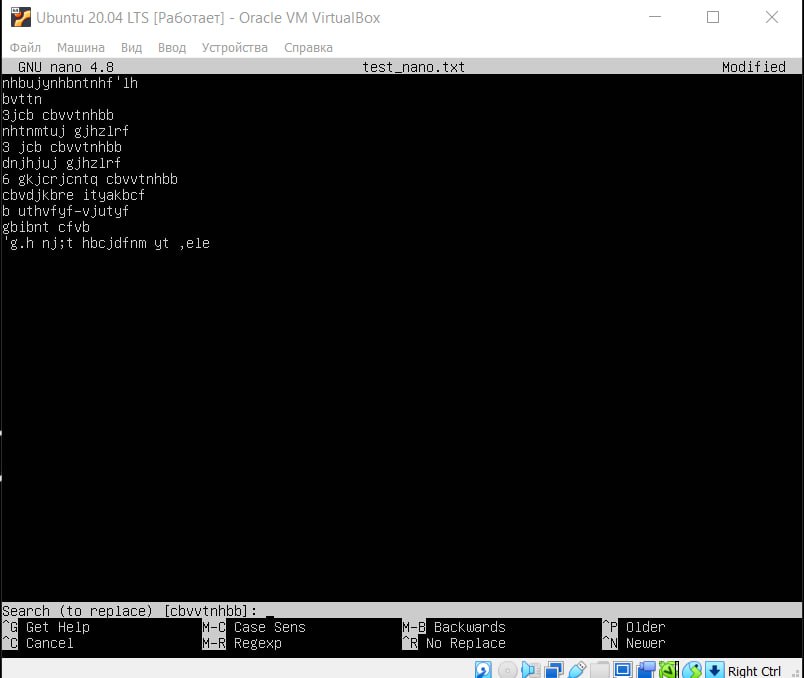 Ubuntu 20.04 LTS [Работает] - Oracle VM VirtualBox
Файл Машина Вид Ввод Устройства Справка
GNU nano 4.8 test_nano.txt Modified
nhbujynhbntnhf'lh
bvttn
3jcb cbvvtnhbb
nhtnmtuj gjhzlrf
3 jcb cbvvtnhbb
dnjhjuj gjhzlrf
6 gkjcrjcntq cbvvtnhbb
cbvdjkbre ityakbcf
b uthvfyf-vjutyf
gbibnt cfvb
'g.h nj;t hbcjdfnm yt ,ele
Search (to replace) [cbvvtnhbb]:
^G Get Help M-C Case Sens M-B Backwards ^P Older
^C Cancel M-R Regexp ^R No Replace ^N Newer
Right Ctrl